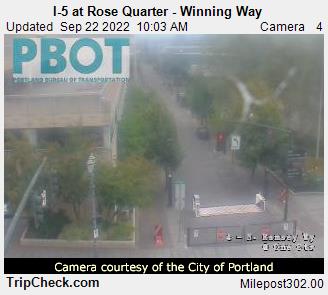 I-5 at Rose Quarter - Winning Way
Updated Sep 22 2022 10:03 AM Camera 4
PBOT
PORTLAND BUREAU OF TRANSPORTATION
Camera courtesy of the City of Portland
TripCheck.com Milepost302.00